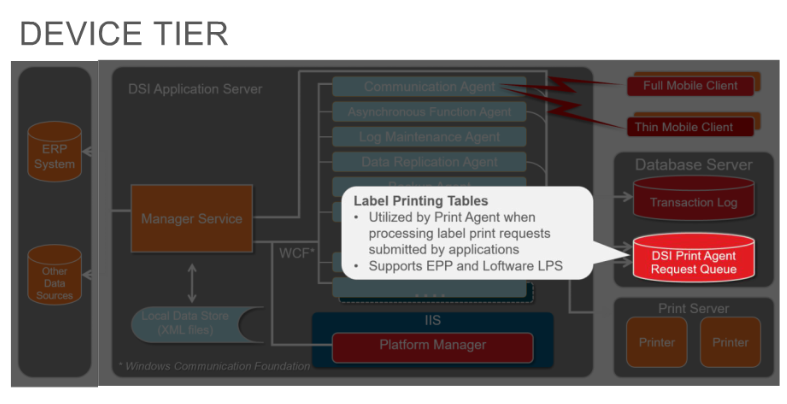 DEVICE TIER
DSI Application Server
Communication Agent
Asynchronous Function Agent
Log Maintenance Agent
Data Replication Agent
ERP
System
Other
Data
Sources
Manager Service
WCF*
Local Data Store
(XML files)
* Windows Communication Foundation
Label Printing Tables
• Utilized by Print Agent when
processing label print requests
submitted by applications
• Supports EPP and Loftware LPS
IIS
Platform Manager
Full Mobile Client
Thin Mobile Client
Database Server
Transaction Log
DSI Print Agent
Request Queue
Print Server
Printer
Printer